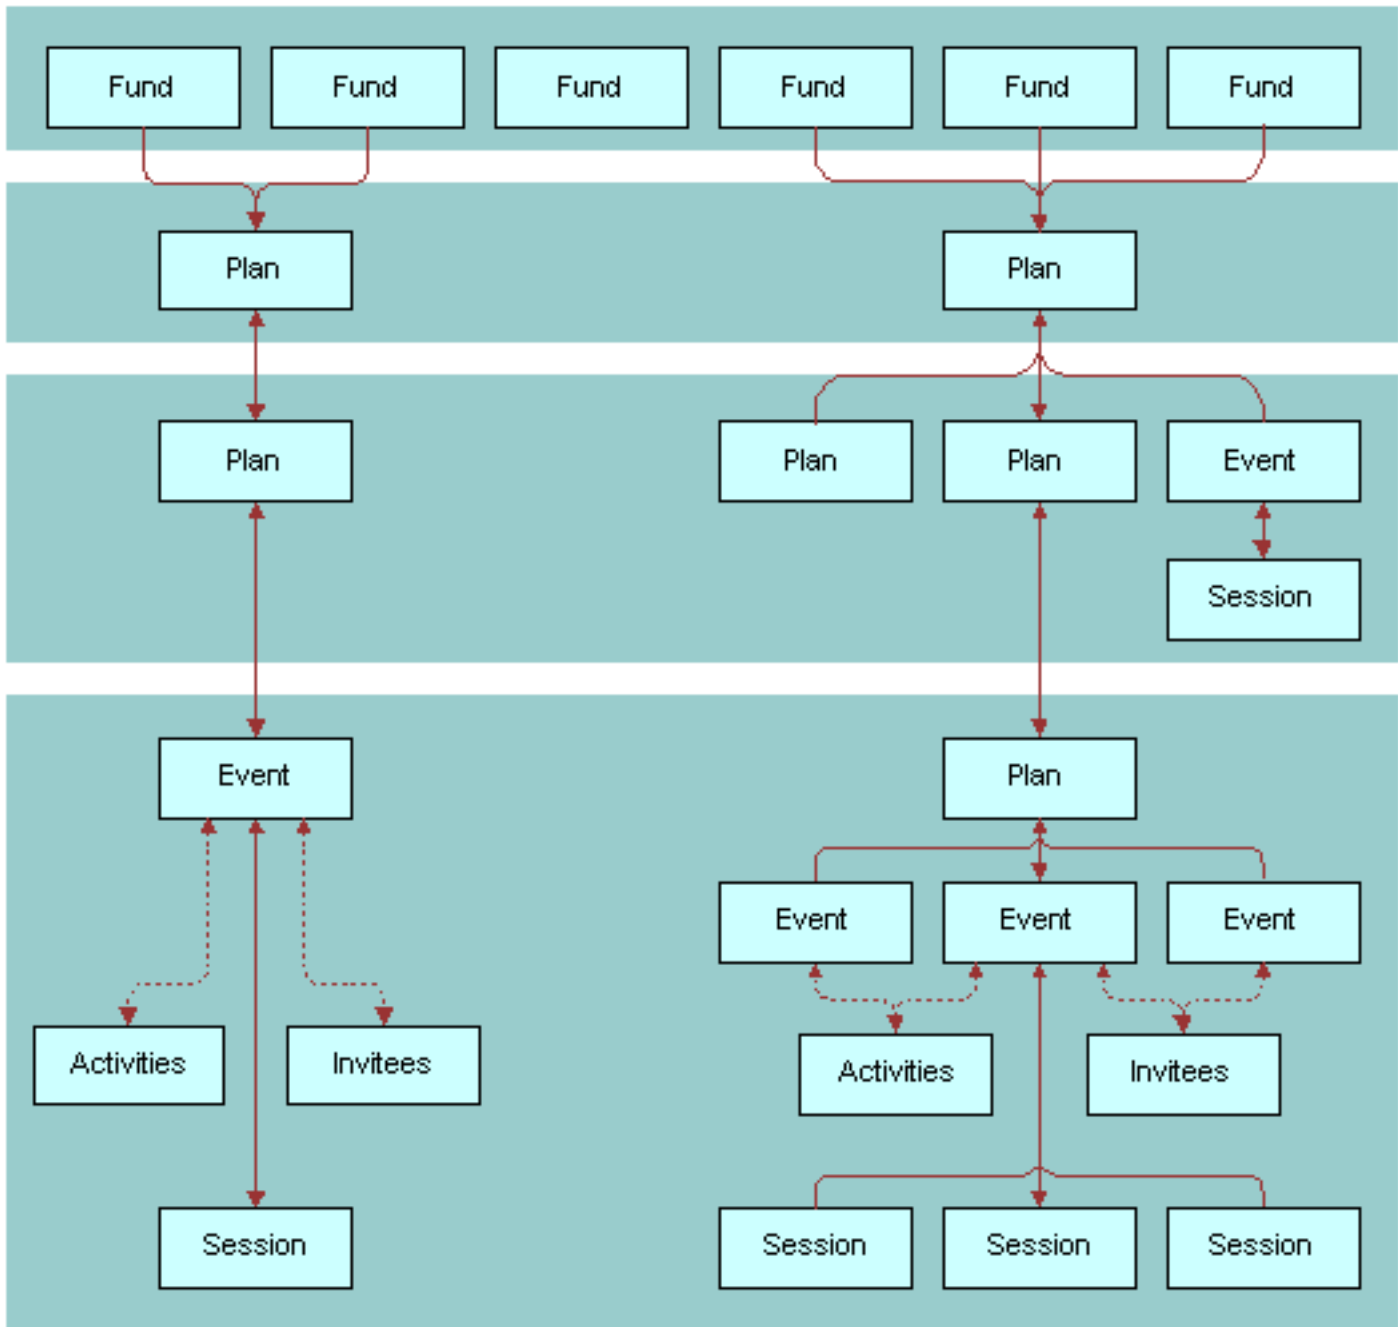 Fund
Fund
Fund
Fund
Fund
Fund
Plan
Plan
Plan
Plan
Plan
Event
Session
Event
Plan
Event
Event
Event
Activities
Invitees
Activities
Invitees
Session
Session
Session
Session